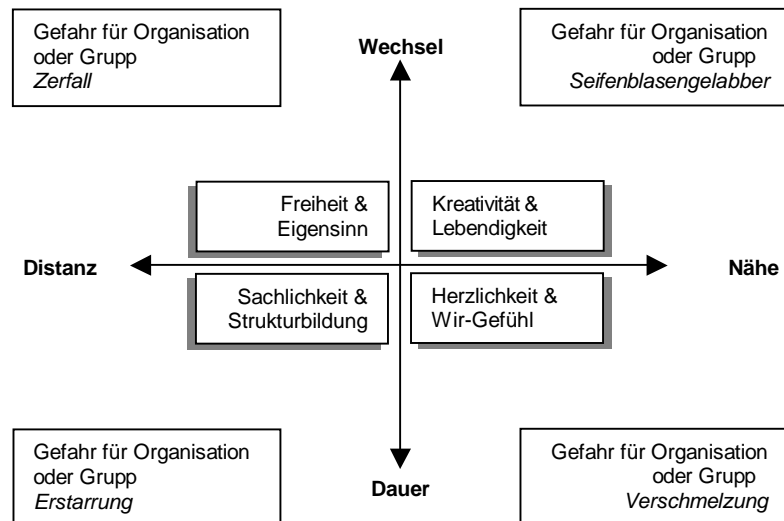 Gefahr für Organisation
oder Grupp
Zerfall
Wechsel
Gefahr für Organisation
oder Grupp
Seifenblasengelabber
Freiheit &
Eigensinn
Kreativität &
Lebendigkeit
Distanz
Nähe
Sachlichkeit &
Strukturbildung
Herzlichkeit &
Wir-Gefühl
Gefahr für Organisation
oder Grupp
Erstarrung
Dauer
Gefahr für Organisation
oder Grupp
Verschmelzung